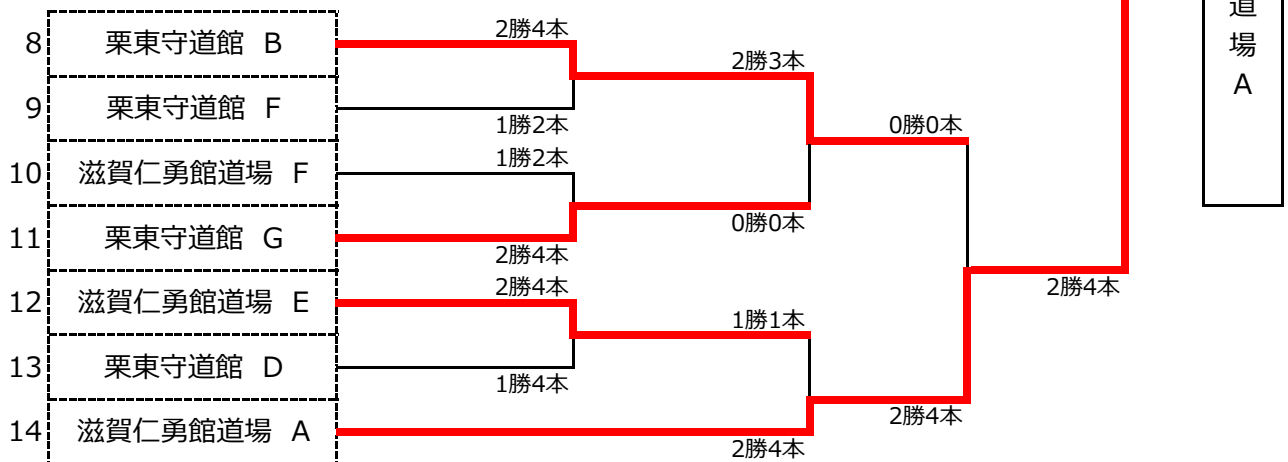 道
場
A
8 栗東守道館 B 2勝4本
2勝3本
9 栗東守道館 F 1勝2本
0勝0本
10 滋賀仁勇館道場 F 1勝2本
0勝0本
11 栗東守道館 G 2勝4本
12 滋賀仁勇館道場 E 2勝4本
2勝4本
1勝1本
13 栗東守道館 D 1勝4本
2勝4本
14 滋賀仁勇館道場 A 2勝4本